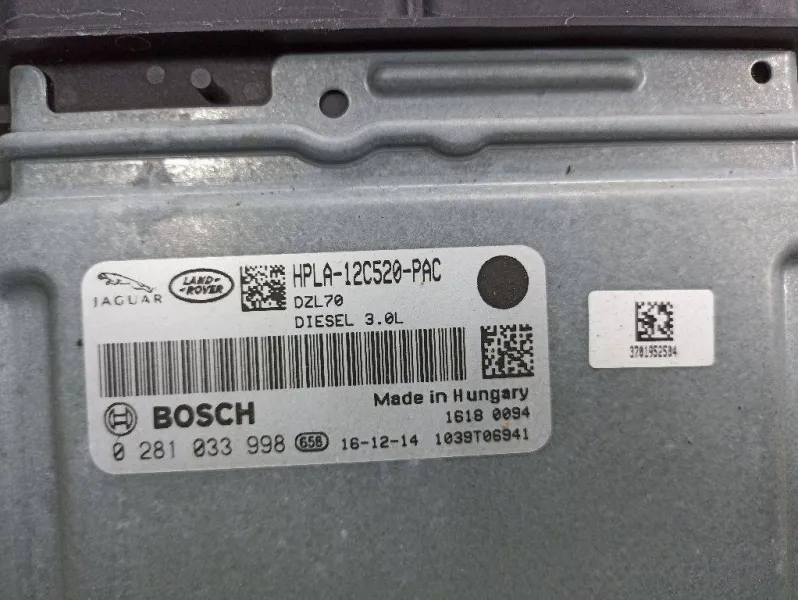 JAGUAR
LAND
ROVER
HPLA-12C520-PAC
DZL70
DIESEL 3.0L
Made in Hungary
BOSCH
1618 0094
0 281 033 998 658 16-12-14 1039T06941
3701952504